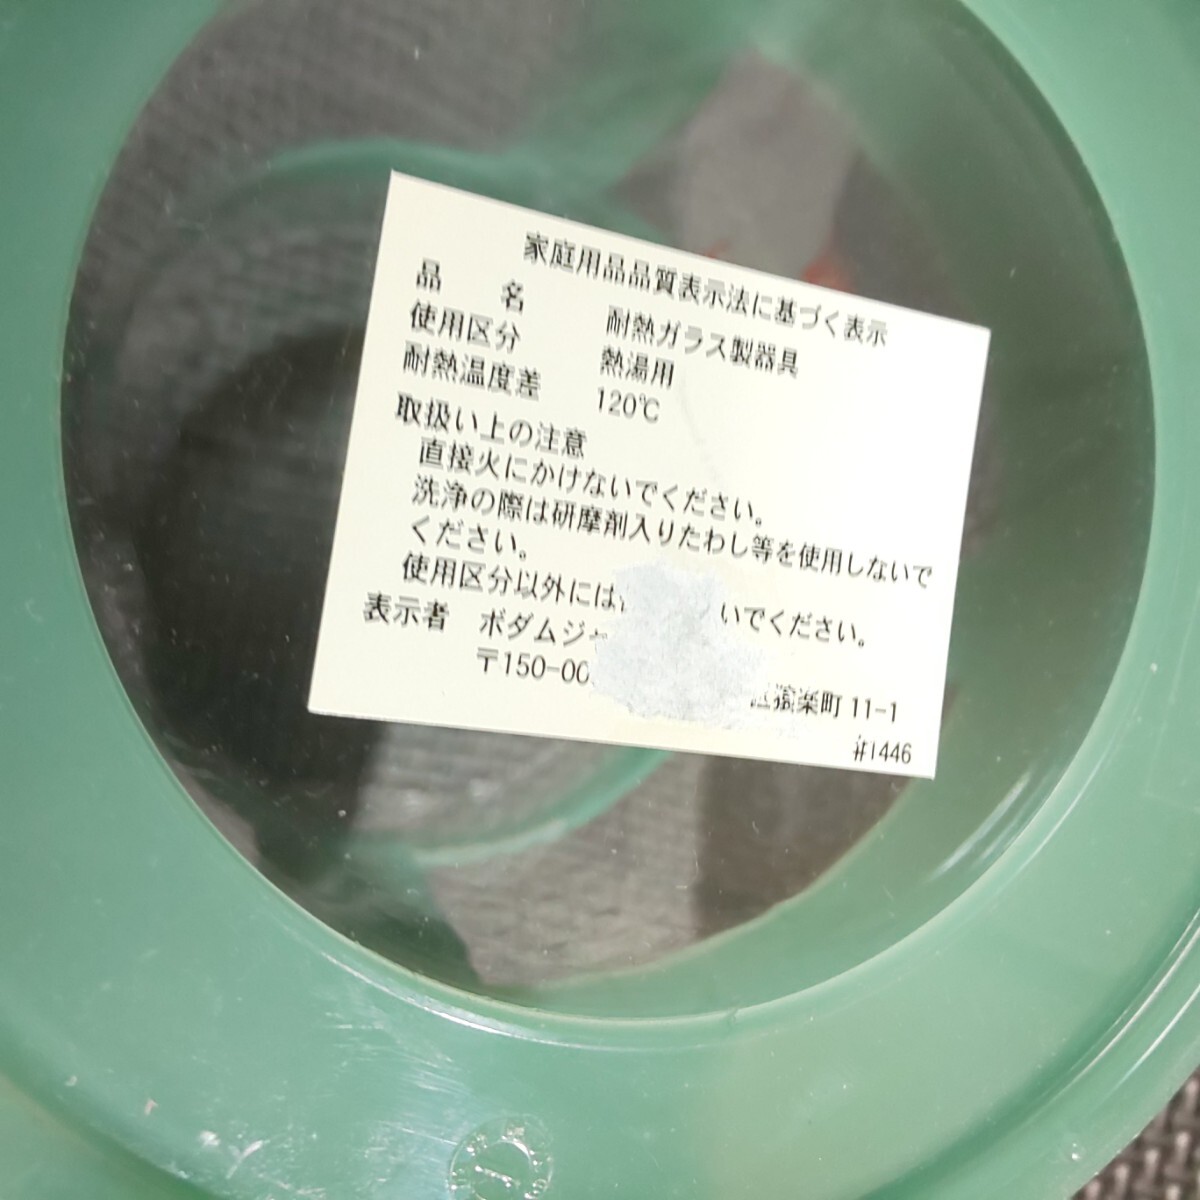 家庭用品品質表示法に基づく表示
品　名　耐熱ガラス製器具
使用区分　熱湯用
耐熱温度差　120℃
取扱い上の注意
直接火にかけないでください。
洗浄の際は研磨剤入りたわし等を使用しないで
ください。
使用区分以外には いでください。
表示者　ボダムジャ
〒150-00 区猿楽町 11-1
#1446